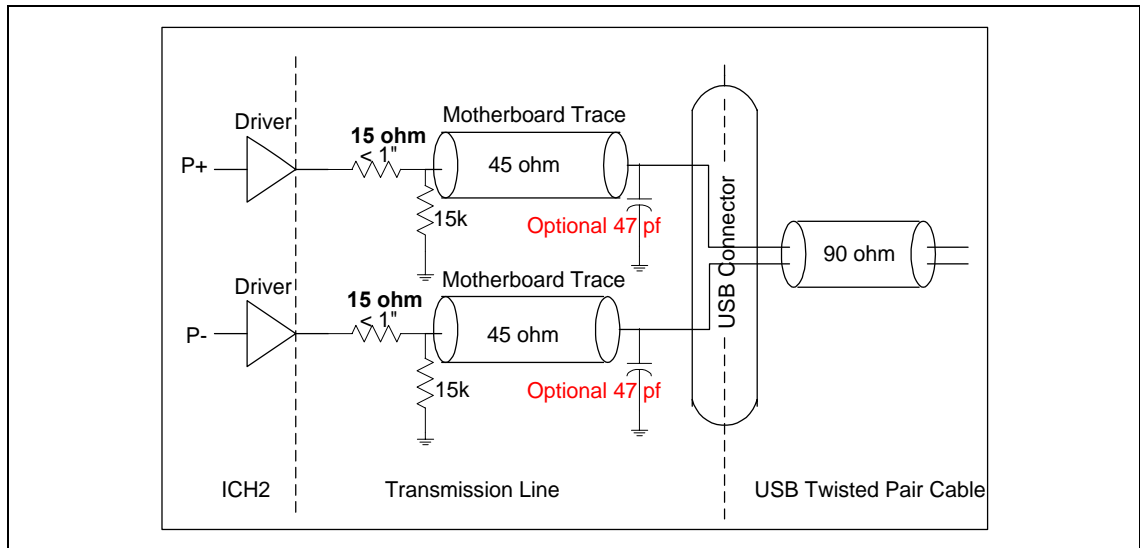 Driver
15 ohm
< 1"
Motherboard Trace
P+
45 ohm
15k
Optional 47 pf
USB Connector
90 ohm
Driver
15 ohm
< 1"
Motherboard Trace
P-
45 ohm
15k
Optional 47 pf
ICH2
Transmission Line
USB Twisted Pair Cable